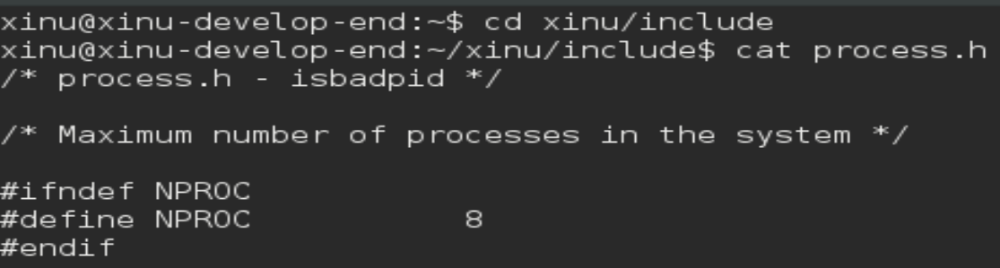 xinu@xinu-develop-end:~$ cd xinu/include
xinu@xinu-develop-end:~/xinu/include$ cat process.h
/* process.h - isbadpid */
/* Maximum number of processes in the system */
#ifndef NPROC
#define NPROC 8
#endif